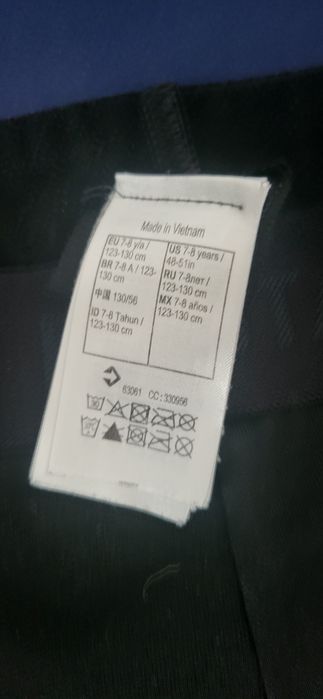 Made in Vietnam
EU 7-8 y/a /
123-130 cm
BR 7-8 A / 123-
130 cm
中国 130/56
ID 7-8 Tahun /
123-130 cm
US 7-8 years /
48-51in
RU 7-8лет /
123-130 cm
MX 7-8 años /
123-130 cm
63061 CC: 330956
30